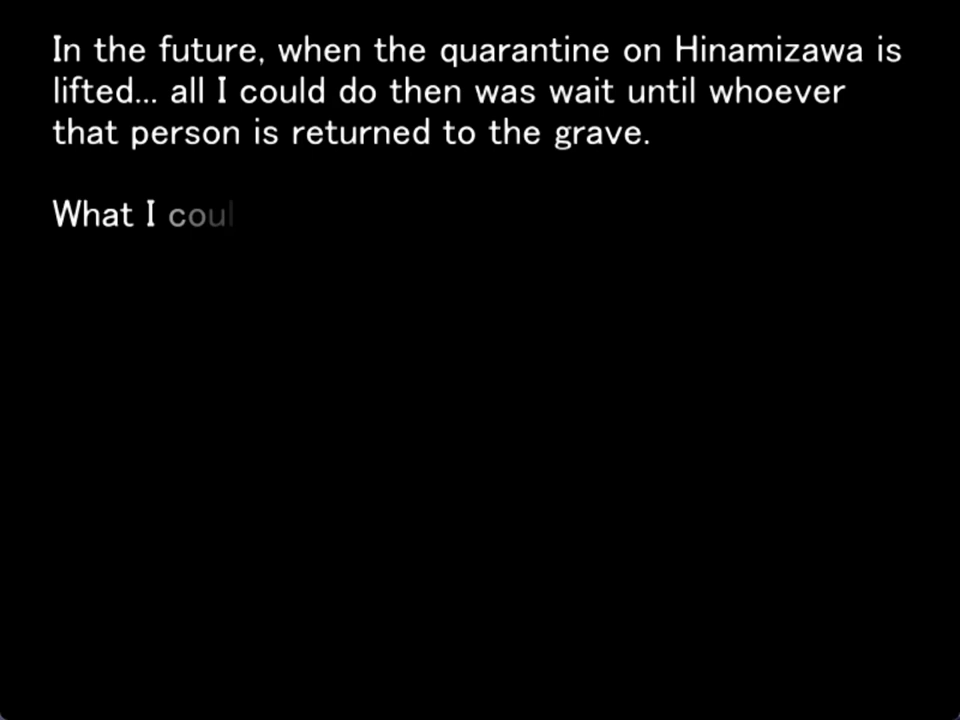 In the future, when the quarantine on Hinamizawa is
lifted... all I could do then was wait until whoever
that person is returned to the grave.
What I coul